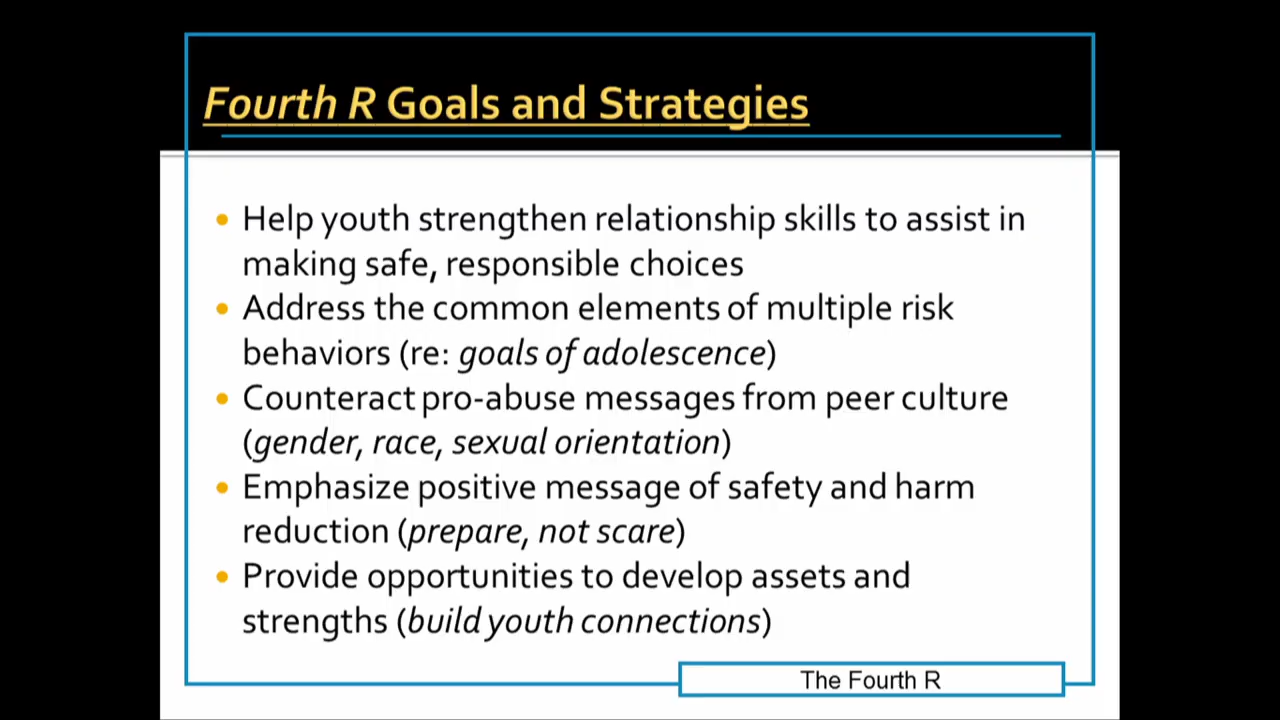 Fourth R Goals and Strategies
• Help youth strengthen relationship skills to assist in
making safe, responsible choices
• Address the common elements of multiple risk
behaviors (re: goals of adolescence)
• Counteract pro-abuse messages from peer culture
(gender, race, sexual orientation)
• Emphasize positive message of safety and harm
reduction (prepare, not scare)
• Provide opportunities to develop assets and
strengths (build youth connections)
The Fourth R